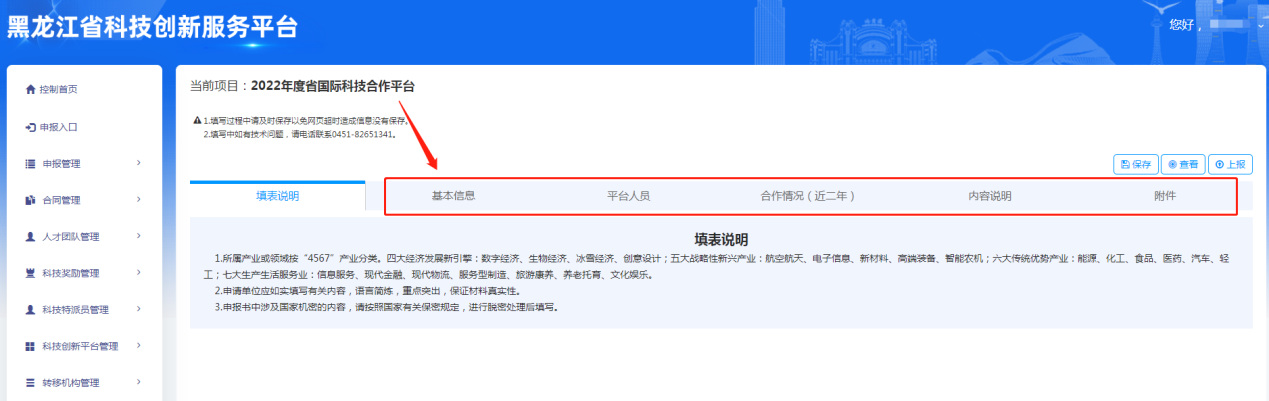 黑龙江省科技创新服务平台
您好，
控制首页
申报入口
申报管理
合同管理
人才团队管理
科技奖励管理
科技特派员管理
科技创新平台管理
转移机构管理
当前项目：2022年度省国际科技合作平台
1.填写过程中请及时保存以免网页超时造成信息没有保存。
2.填写中如有技术问题，请电话联系0451-82651341。
保存 查看 上报
填表说明 基本信息 平台人员 合作情况（近二年） 内容说明 附件
填表说明
1.所属产业或领域按“4567”产业分类。四大经济发展新引擎：数字经济、生物经济、冰雪经济、创意设计；五大战略性新兴产业：航空航天、电子信息、新材料、高端装备、智能农机；六大传统优势产业：能源、化工、食品、医药、汽车、轻
工；七大生产生活服务业：信息服务、现代金融、现代物流、服务型制造、旅游康养、养老托育、文化娱乐。
2.申请单位应如实填写有关内容，语言简炼，重点突出，保证材料真实性。
3.申报书中涉及国家机密的内容，请按照国家有关保密规定，进行脱密处理后填写。